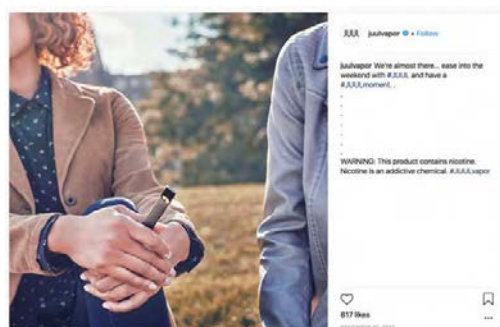 JUUL juulvapor • Follow
juulvapor We're almost there... ease into the
weekend with #JUUL and have a
#JUULmoment. .
.
.
.
.
.
.
WARNING: This product contains nicotine.
Nicotine is an addictive chemical. #JUULvapor
817 likes